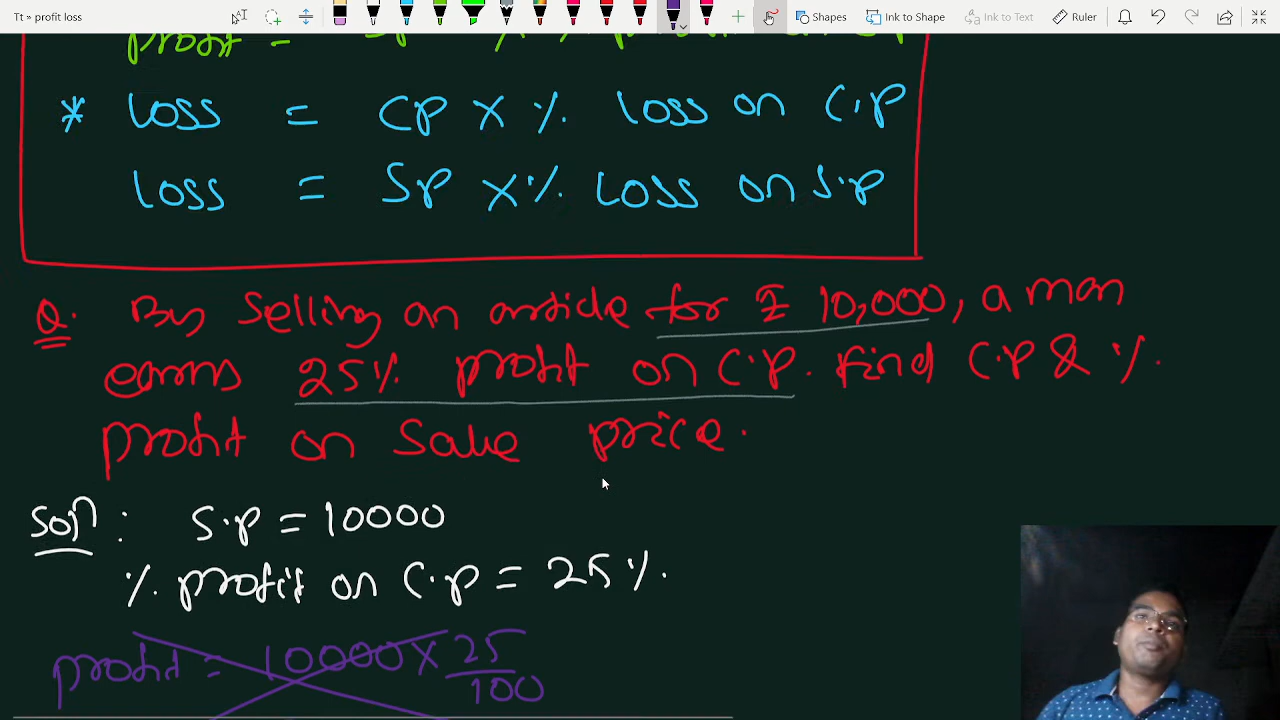 Tt » profit loss
Shapes Ink to Shape Ink to Text Ruler
profit =
* loss = CP X % loss on C.P
loss = SP X % Loss on S.P
Q. By Selling an article for ₹ 10,000, a man
earns 25% profit on C.P. find C.P & %
profit on Sale price.
Soln: S.P = 10000
% profit on C.P = 25%
profit = 10000 X 25
100